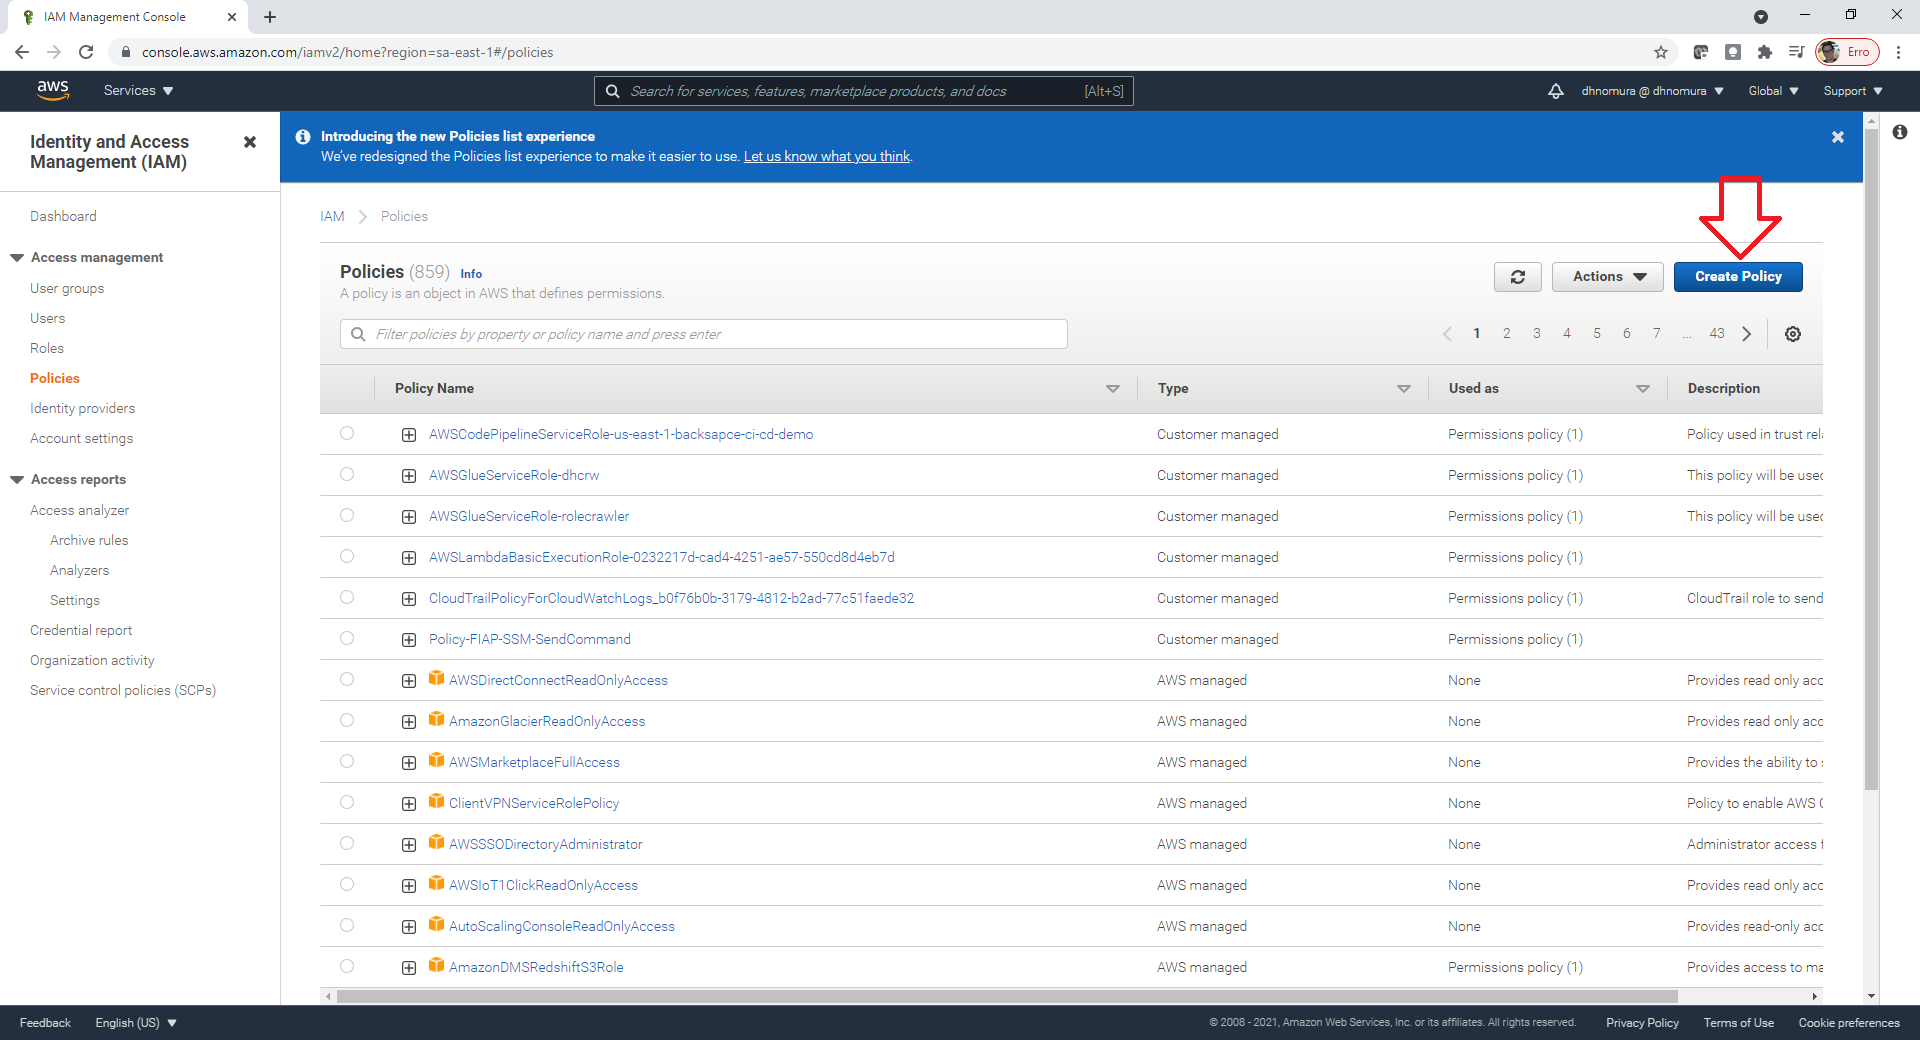 IAM Management Console
console.aws.amazon.com/iamv2/home?region=sa-east-1#/policies
Erro
aws
Services
Search for services, features, marketplace products, and docs [Alt+S]
dhnomura @ dhnomura
Global
Support
Identity and Access
Management (IAM)
Dashboard
Access management
User groups
Users
Roles
Policies
Identity providers
Account settings
Access reports
Access analyzer
Archive rules
Analyzers
Settings
Credential report
Organization activity
Service control policies (SCPs)
Introducing the new Policies list experience
We've redesigned the Policies list experience to make it easier to use. Let us know what you think.
IAM Policies
Policies (859) Info
A policy is an object in AWS that defines permissions.
Actions
Create Policy
Filter policies by property or policy name and press enter
1 2 3 4 5 6 7 ... 43
Policy Name Type Used as Description
AWSCodePipelineServiceRole-us-east-1-backsapce-ci-cd-demo Customer managed Permissions policy (1) Policy used in trust rel
AWSGlueServiceRole-dhcrw Customer managed Permissions policy (1) This policy will be used
AWSGlueServiceRole-rolecrawler Customer managed Permissions policy (1) This policy will be used
AWSLambdaBasicExecutionRole-0232217d-cad4-4251-ae57-550cd8d4eb7d Customer managed Permissions policy (1)
CloudTrailPolicyForCloudWatchLogs_b0f76b0b-3179-4812-b2ad-77c51faede32 Customer managed Permissions policy (1) CloudTrail role to send
Policy-FIAP-SSM-SendCommand Customer managed Permissions policy (1)
AWSDirectConnectReadOnlyAccess AWS managed None Provides read only acc
AmazonGlacierReadOnlyAccess AWS managed None Provides read only acc
AWSMarketplaceFullAccess AWS managed None Provides the ability to
ClientVPNServiceRolePolicy AWS managed None Policy to enable AWS C
AWSSSODirectoryAdministrator AWS managed None Administrator access f
AWSIoT1ClickReadOnlyAccess AWS managed None Provides read only acc
AutoScalingConsoleReadOnlyAccess AWS managed None Provides read-only acc
AmazonDMSRedshiftS3Role AWS managed Permissions policy (1) Provides access to ma
Feedback English (US)
© 2008 - 2021, Amazon Web Services, Inc. or its affiliates. All rights reserved. Privacy Policy Terms of Use Cookie preferences